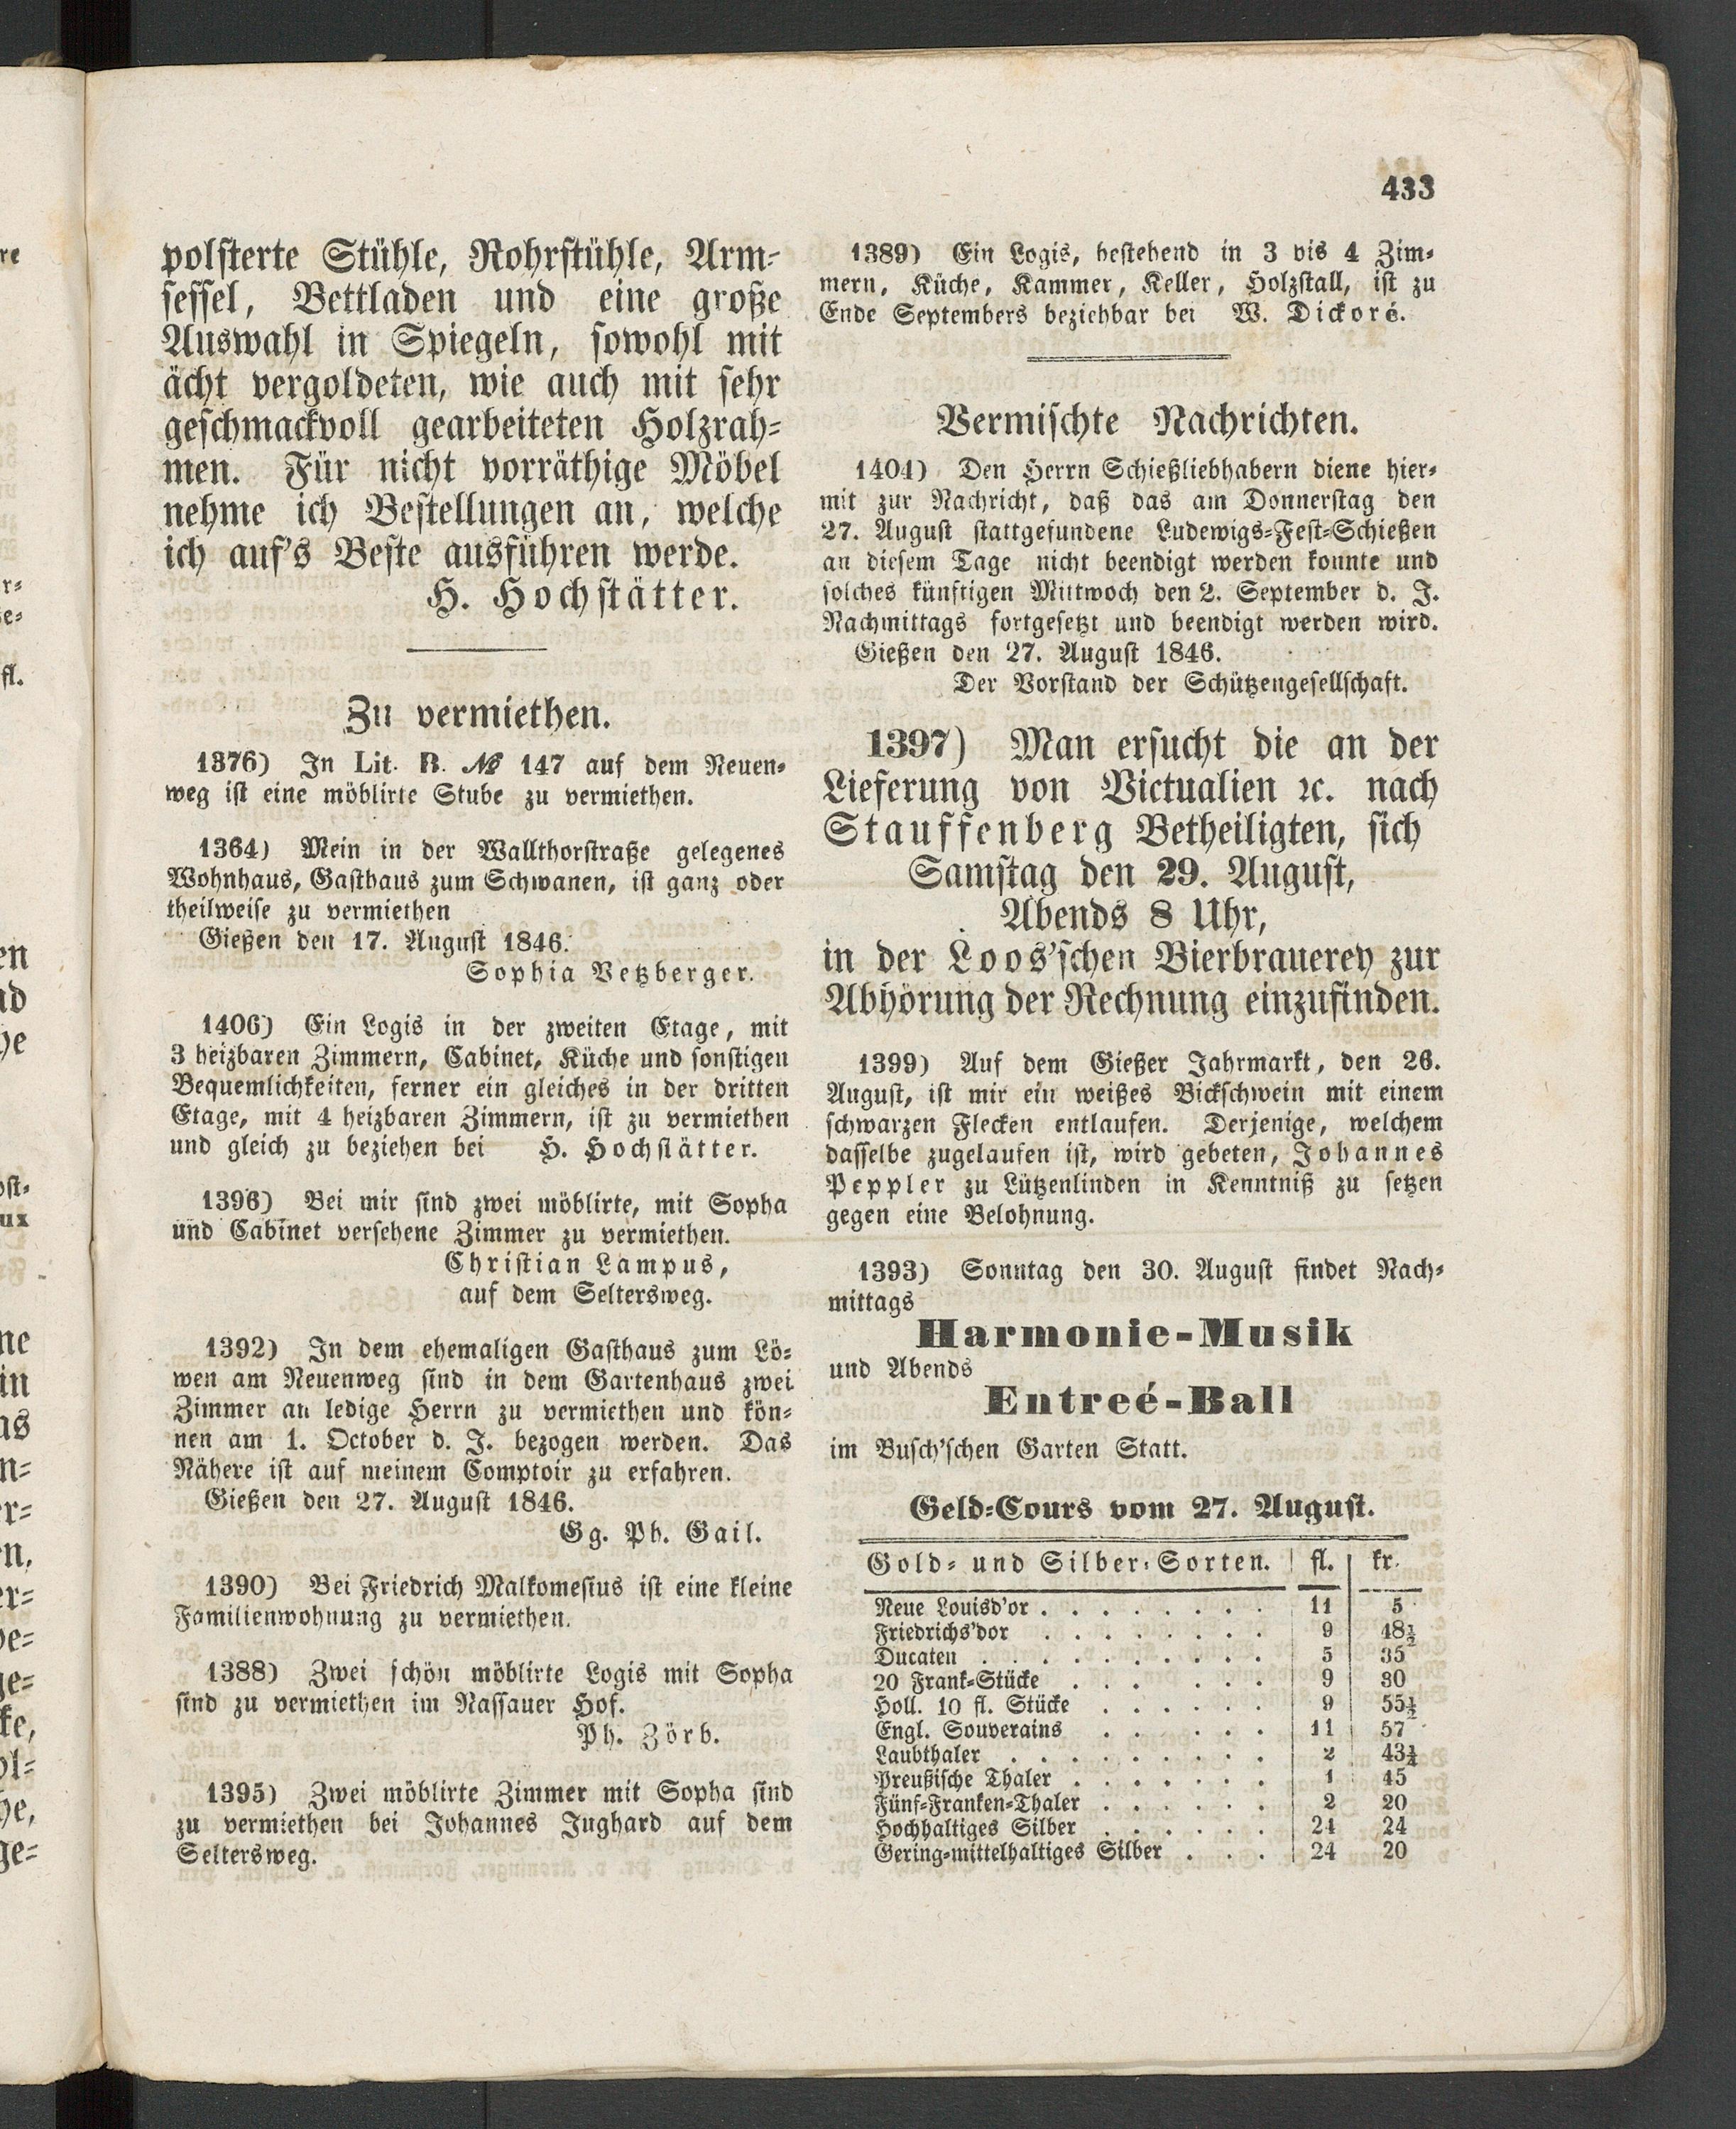 433
polsterte Stühle, Rohrstühle, Arm-
sessel, Bettladen und eine große
Auswahl in Spiegeln, sowohl mit
ächt vergoldeten, wie auch mit sehr
geschmackvoll gearbeiteten Holzrah-
men. Für nicht vorräthige Möbel
nehme ich Bestellungen an, welche
ich auf's Beste ausführen werde.
H. Hochstätter.
Zu vermiethen.
1376) In Lit. B. № 147 auf dem Neuen-
weg ist eine möblirte Stube zu vermiethen.
1364) Mein in der Wallthorstraße gelegenes
Wohnhaus, Gasthaus zum Schwanen, ist ganz oder
theilweise zu vermiethen
Gießen den 17. August 1846.
Sophia Vetzberger.
1406) Ein Logis in der zweiten Etage, mit
3 heizbaren Zimmern, Cabinet, Küche und sonstigen
Bequemlichkeiten, ferner ein gleiches in der dritten
Etage, mit 4 heizbaren Zimmern, ist zu vermiethen
und gleich zu beziehen bei H. Hochstätter.
1396) Bei mir sind zwei möblirte, mit Sopha
und Cabinet versehene Zimmer zu vermiethen.
Christian Lampus,
auf dem Seltersweg.
1392) In dem ehemaligen Gasthaus zum Lö-
wen am Neuenweg sind in dem Gartenhaus zwei
Zimmer an ledige Herrn zu vermiethen und kön-
nen am 1. October d. J. bezogen werden. Das
Nähere ist auf meinem Comptoir zu erfahren.
Gießen den 27. August 1846.
Gg. Ph. Gail.
1390) Bei Friedrich Malkomesius ist eine kleine
Familienwohnung zu vermiethen.
1388) Zwei schön möblirte Logis mit Sopha
sind zu vermiethen im Nassauer Hof.
Ph. Zörb.
1395) Zwei möblirte Zimmer mit Sopha sind
zu vermiethen bei Johannes Jughard auf dem
Seltersweg.
1389) Ein Logis, bestehend in 3 bis 4 Zim-
mern, Küche, Kammer, Keller, Holzstall, ist zu
Ende Septembers beziehbar bei W. Dickoré.
Vermischte Nachrichten.
1404) Den Herrn Schießliebhabern diene hier-
mit zur Nachricht, daß das am Donnerstag den
27. August stattgefundene Ludewigs-Fest-Schießen
an diesem Tage nicht beendigt werden konnte und
solches künftigen Mittwoch den 2. September d. J.
Nachmittags fortgesetzt und beendigt werden wird.
Gießen den 27. August 1846.
Der Vorstand der Schützengesellschaft.
1397) Man ersucht die an der
Lieferung von Victualien ꝛc. nach
Stauffenberg Betheiligten, sich
Samstag den 29. August,
Abends 8 Uhr,
in der Loos'schen Bierbrauerey zur
Abhörung der Rechnung einzufinden.
1399) Auf dem Gießer Jahrmarkt, den 26.
August, ist mir ein weißes Bickschwein mit einem
schwarzen Flecken entlaufen. Derjenige, welchem
dasselbe zugelaufen ist, wird gebeten, Johannes
Peppler zu Lützenlinden in Kenntniß zu setzen
gegen eine Belohnung.
1393) Sonntag den 30. August findet Nach-
mittags
Harmonie-Musik
und Abends
Entreé-Ball
im Busch'schen Garten Statt.
Geld-Cours vom 27. August.
Gold- und Silber-Sorten. fl. kr.
Neue Louisd'or . . . . . . . . 11 5
Friedrichs'dor . . . . . . . . 9 48½
Ducaten . . . . . . . . . . 5 35
20 Frank-Stücke . . . . . . 9 30
Holl. 10 fl. Stücke . . . . . . 9 55½
Engl. Souverains . . . . . . 11 57
Laubthaler . . . . . . . . . 2 43¼
Preußische Thaler . . . . . . . 1 45
Fünf-Franken-Thaler . . . . . . 2 20
Hochhaltiges Silber . . . . . . 24 24
Gering-mittelhaltiges Silber . . . 24 20